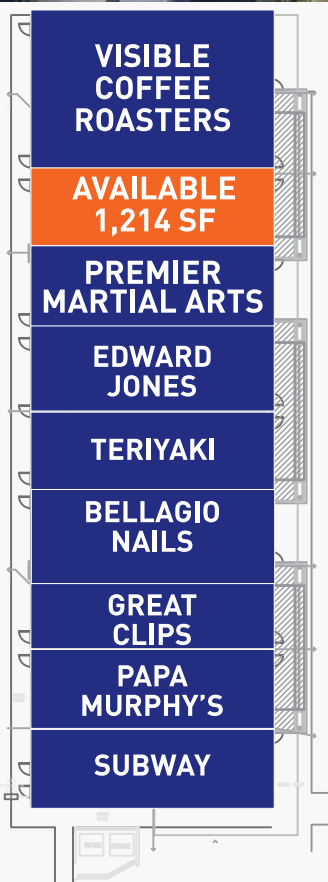 VISIBLE
COFFEE
ROASTERS
AVAILABLE
1,214 SF
PREMIER
MARTIAL ARTS
EDWARD
JONES
TERIYAKI
BELLAGIO
NAILS
GREAT
CLIPS
PAPA
MURPHY'S
SUBWAY